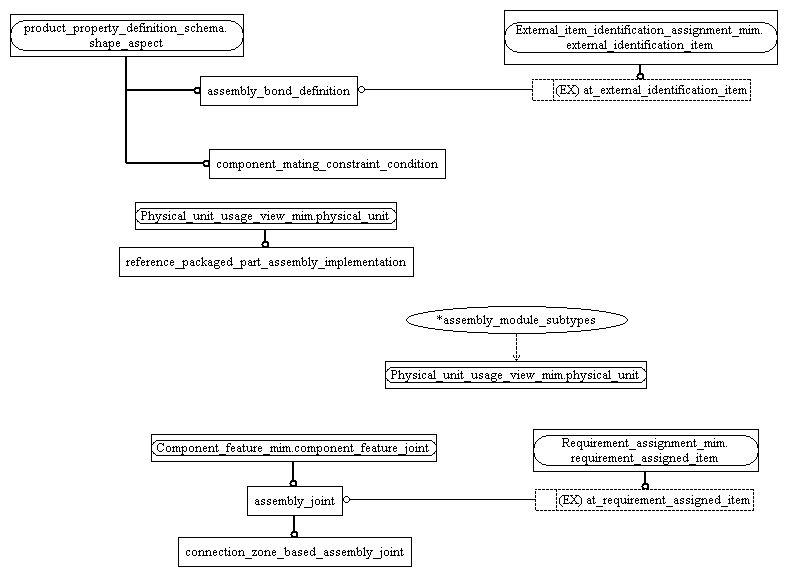 product_property_definition_schema.
shape_aspect
External_item_identification_assignment_mim.
external_identification_item
assembly_bond_definition
(EX) at_external_identification_item
component_mating_constraint_condition
Physical_unit_usage_view_mim.physical_unit
reference_packaged_part_assembly_implementation
*assembly_module_subtypes
Physical_unit_usage_view_mim.physical_unit
Component_feature_mim.component_feature_joint
Requirement_assignment_mim.
requirement_assigned_item
assembly_joint
(EX) at_requirement_assigned_item
connection_zone_based_assembly_joint